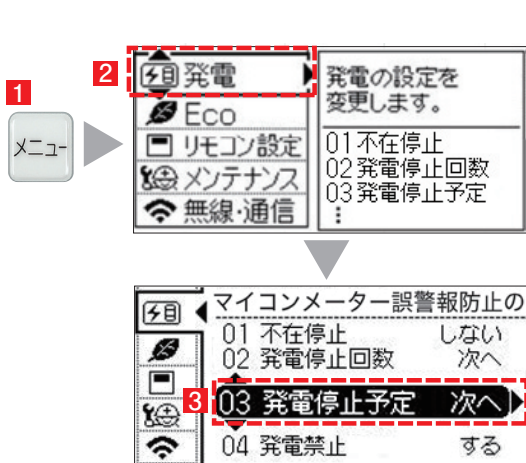 1
メニュー
2
発電
Eco
リモコン設定
メンテナンス
無線・通信
発電の設定を
変更します。
01 不在停止
02 発電停止回数
03 発電停止予定
⋮
マイコンメーター誤警報防止の
01 不在停止 しない
02 発電停止回数 次へ
3
03 発電停止予定 次へ
04 発電禁止 する